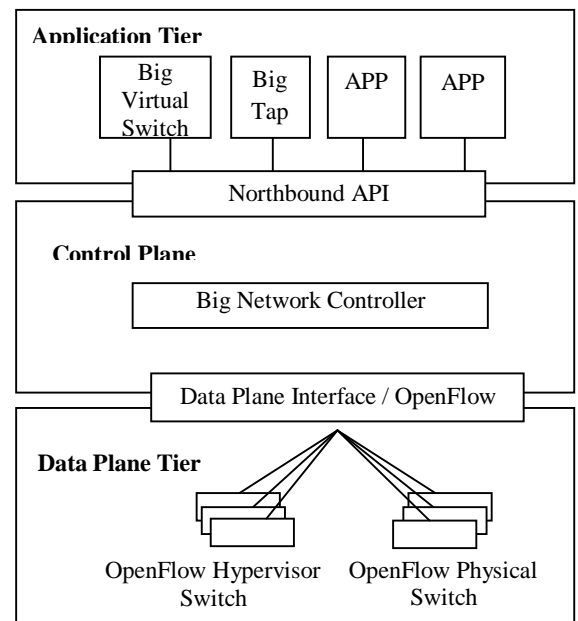 Application Tier
Big
Virtual
Switch
Big
Tap
APP
APP
Northbound API
Control Plane
Big Network Controller
Data Plane Interface / OpenFlow
Data Plane Tier
OpenFlow Hypervisor
Switch
OpenFlow Physical
Switch